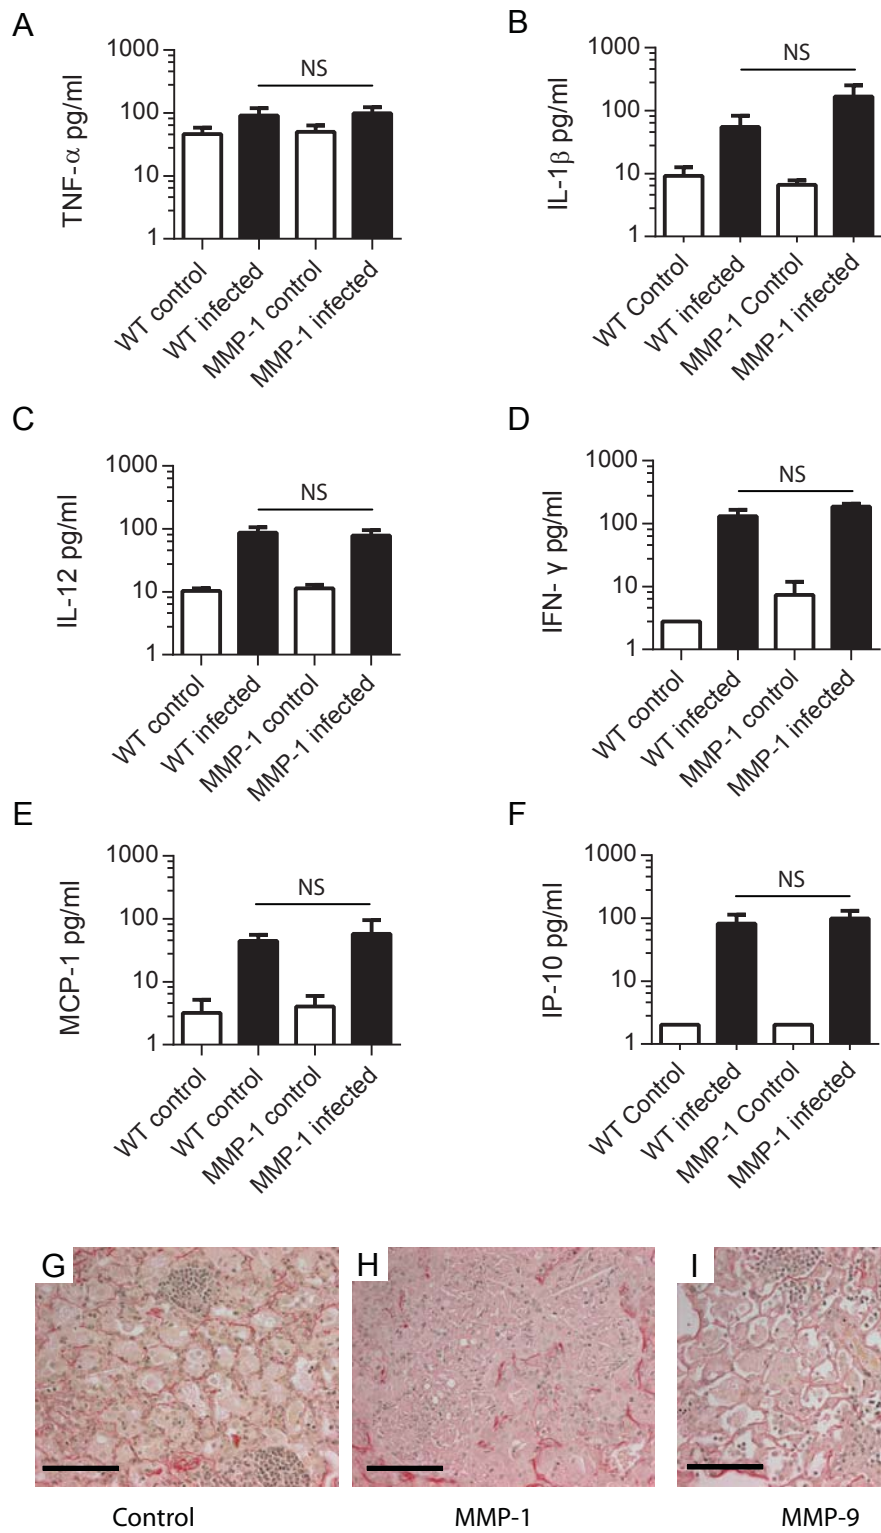 A
TNF-α pg/ml
1000
100
10
1
NS
WT control
WT infected
MMP-1 control
MMP-1 infected
B
IL-1β pg/ml
1000
100
10
1
NS
WT Control
WT infected
MMP-1 Control
MMP-1 infected
C
IL-12 pg/ml
1000
100
10
1
NS
WT control
WT infected
MMP-1 control
MMP-1 infected
D
IFN- γ pg/ml
1000
100
10
1
NS
WT control
WT infected
MMP-1 control
MMP-1 infected
E
MCP-1 pg/ml
1000
100
10
1
NS
WT control
WT control
MMP-1 control
MMP-1 infected
F
IP-10 pg/ml
1000
100
10
1
NS
WT Control
WT infected
MMP-1 Control
MMP-1 infected
G
H
I
Control
MMP-1
MMP-9